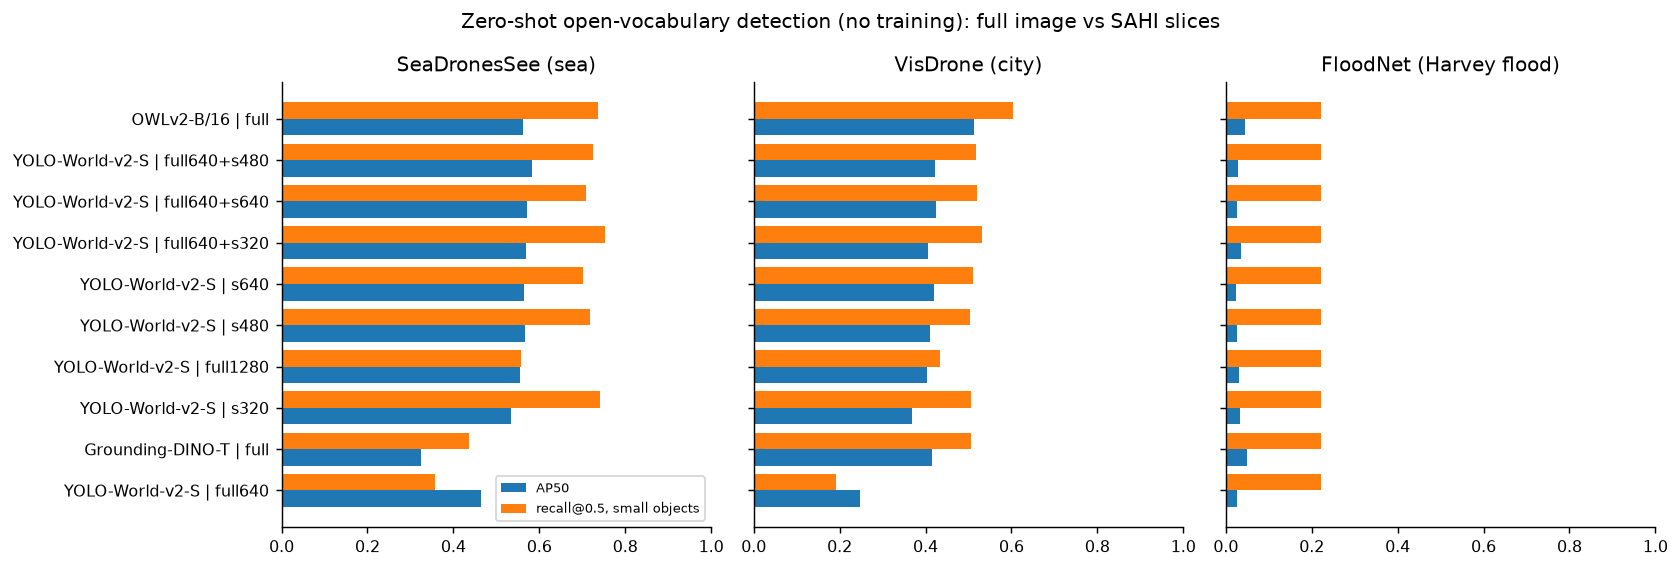 Zero-shot open-vocabulary detection (no training): full image vs SAHI slices
SeaDronesSee (sea)
VisDrone (city)
FloodNet (Harvey flood)
OWLv2-B/16 | full
YOLO-World-v2-S | full640+s480
YOLO-World-v2-S | full640+s640
YOLO-World-v2-S | full640+s320
YOLO-World-v2-S | s640
YOLO-World-v2-S | s480
YOLO-World-v2-S | full1280
YOLO-World-v2-S | s320
Grounding-DINO-T | full
YOLO-World-v2-S | full640
AP50
recall@0.5, small objects
0.0 0.2 0.4 0.6 0.8 1.0
0.0 0.2 0.4 0.6 0.8 1.0
0.0 0.2 0.4 0.6 0.8 1.0